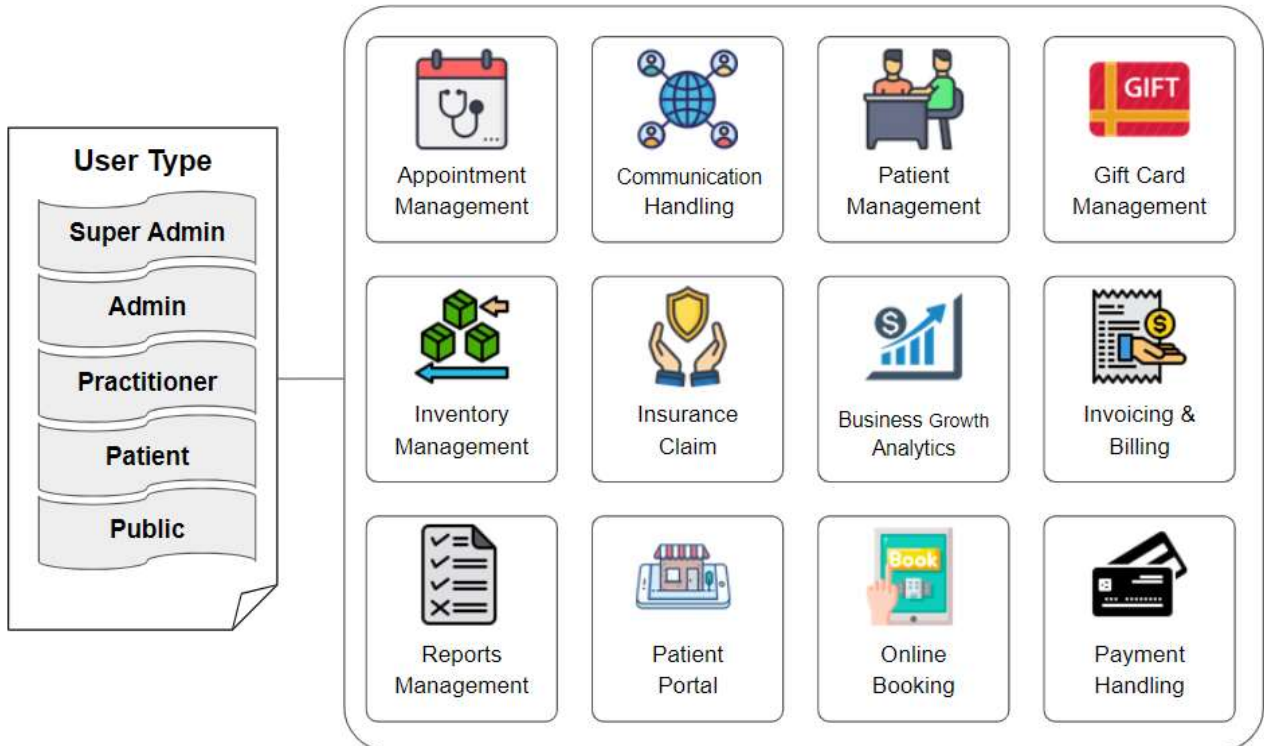 User Type
Super Admin
Admin
Practitioner
Patient
Public
Appointment
Management
Communication
Handling
Patient
Management
GIFT
Gift Card
Management
Inventory
Management
Insurance
Claim
$
Business Growth
Analytics
$
Invoicing &
Billing
Reports
Management
Patient
Portal
Book
Online
Booking
Payment
Handling